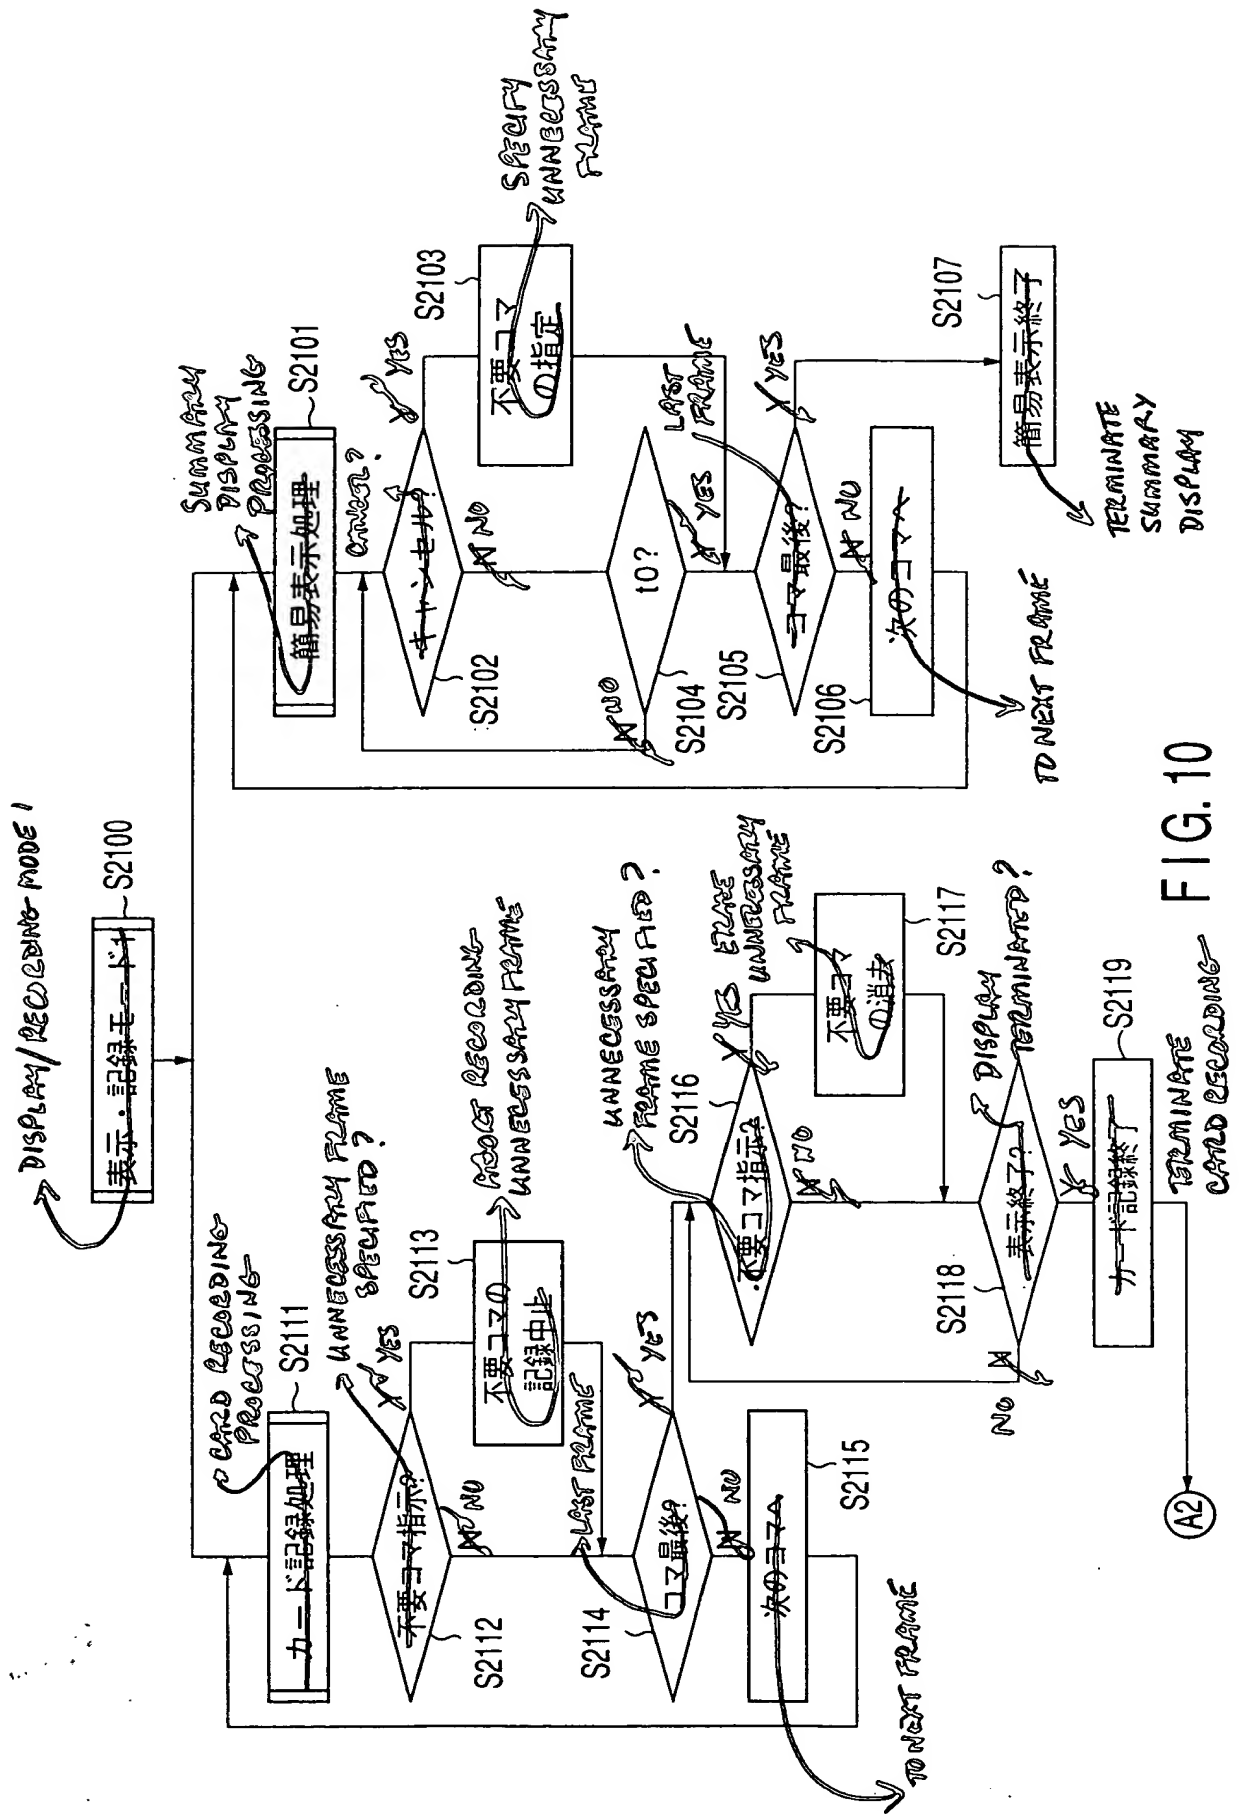 DISPLAY/RECORDING MODE 1
表示・記録モード1
S2100
CARD RECORDING
PROCESSING
カード記録処理
S2111
UNNECESSARY FRAME
SPECIFIED?
不要コマ指示?
S2112
Y YES
N NO
ABORT RECORDING
UNNECESSARY FRAME
不要コマの
記録中止
S2113
LAST FRAME
コマ最後?
S2114
Y YES
N NO
次のコマへ
S2115
TO NEXT FRAME
UNNECESSARY
FRAME SPECIFIED?
不要コマ指示?
S2116
Y YES
N NO
ERASE
UNNECESSARY
FRAME
不要コマ
の消去
S2117
DISPLAY
TERMINATED?
表示終了?
S2118
N
NO
Y YES
カード記録終了
S2119
TERMINATE
CARD RECORDING
A2
SUMMARY
DISPLAY
PROCESSING
簡易表示処理
S2101
CANCEL?
キャンセル?
S2102
Y YES
N NO
SPECIFY
UNNECESSARY
FRAME
不要コマ
の指定
S2103
t0?
S2104
N NO
Y YES
LAST
FRAME
コマ最後?
S2105
Y YES
N NO
次のコマへ
S2106
TO NEXT FRAME
簡易表示終了
S2107
TERMINATE
SUMMARY
DISPLAY
FIG. 10